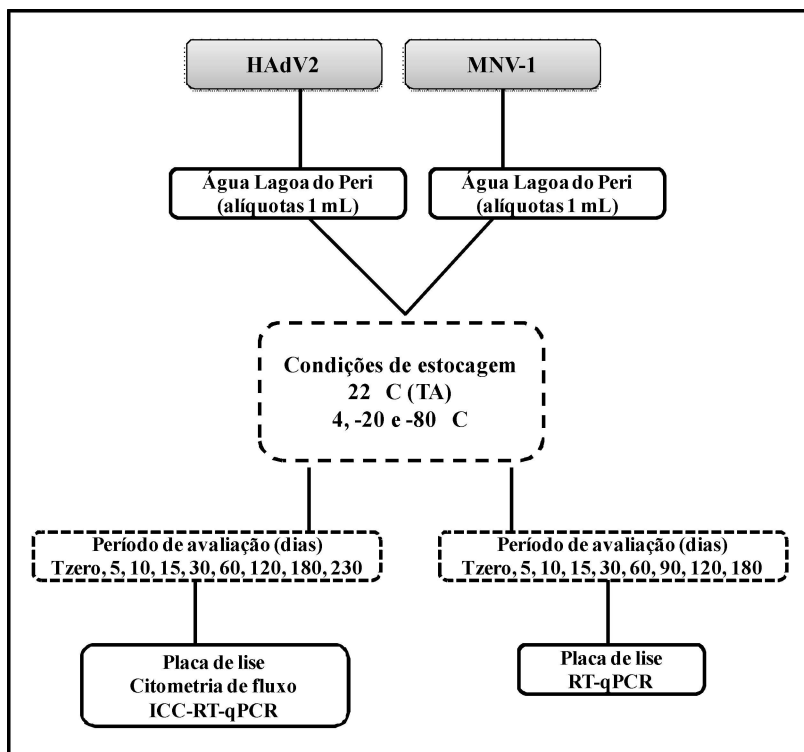 HAdV2
MNV-1
Água Lagoa do Peri
(alíquotas 1 mL)
Água Lagoa do Peri
(alíquotas 1 mL)
Condições de estocagem
22 C (TA)
4, -20 e -80 C
Período de avaliação (dias)
Tzero, 5, 10, 15, 30, 60, 120, 180, 230
Período de avaliação (dias)
Tzero, 5, 10, 15, 30, 60, 90, 120, 180
Placa de lise
Citometria de fluxo
ICC-RT-qPCR
Placa de lise
RT-qPCR